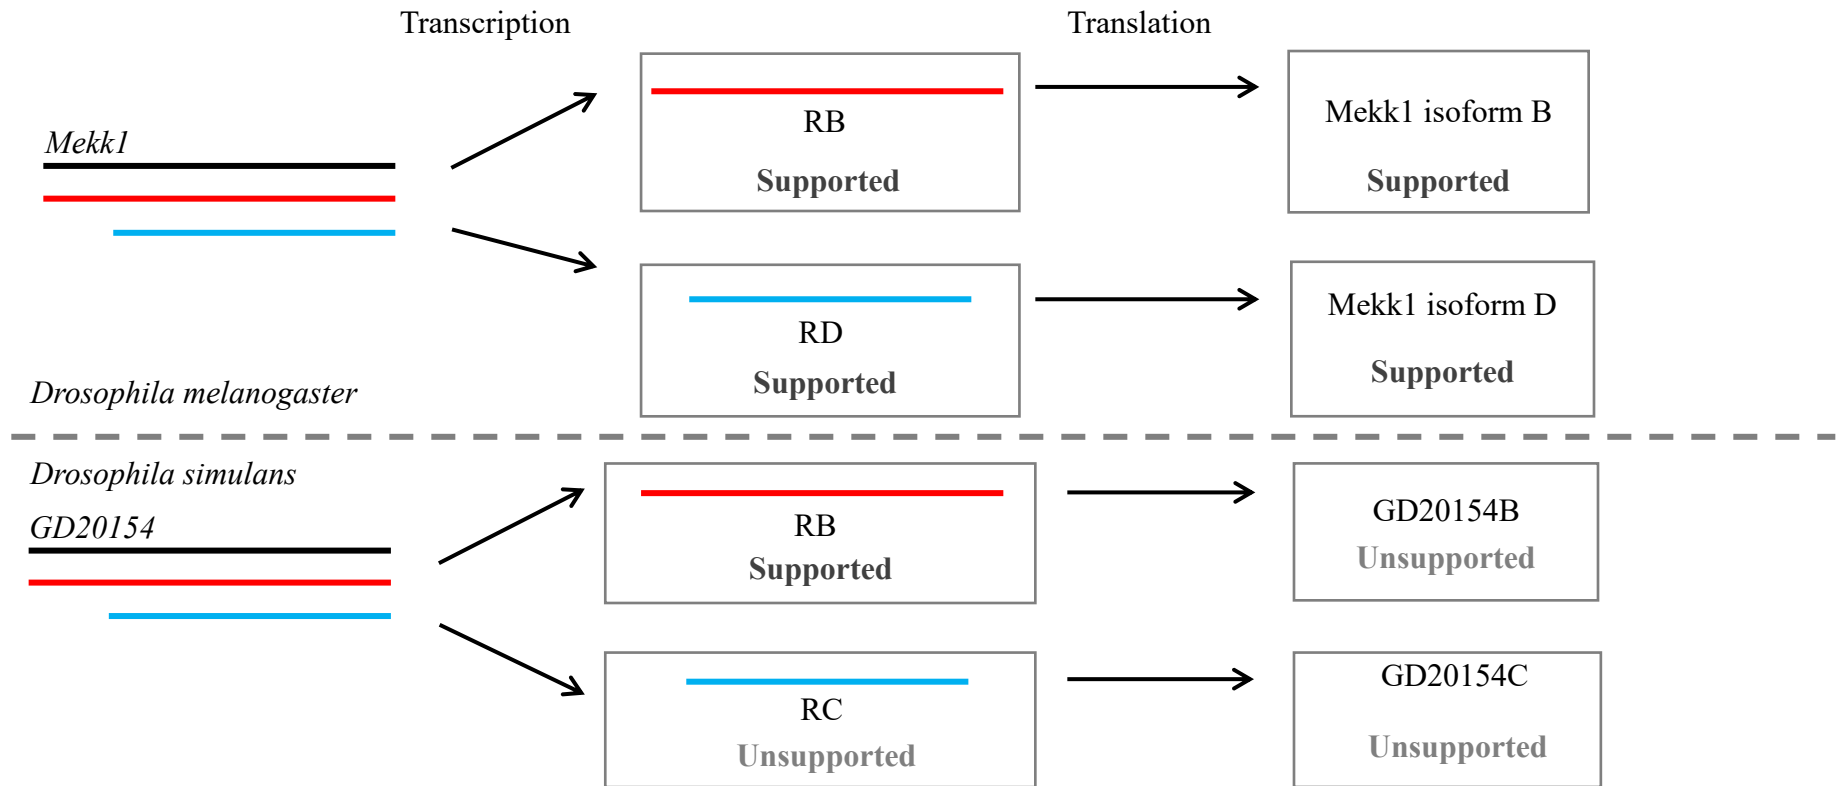 Transcription
Translation
Mekk1
RB
Supported
Mekk1 isoform B
Supported
RD
Supported
Mekk1 isoform D
Supported
Drosophila melanogaster
Drosophila simulans
GD20154
RB
Supported
GD20154B
Unsupported
RC
Unsupported
GD20154C
Unsupported